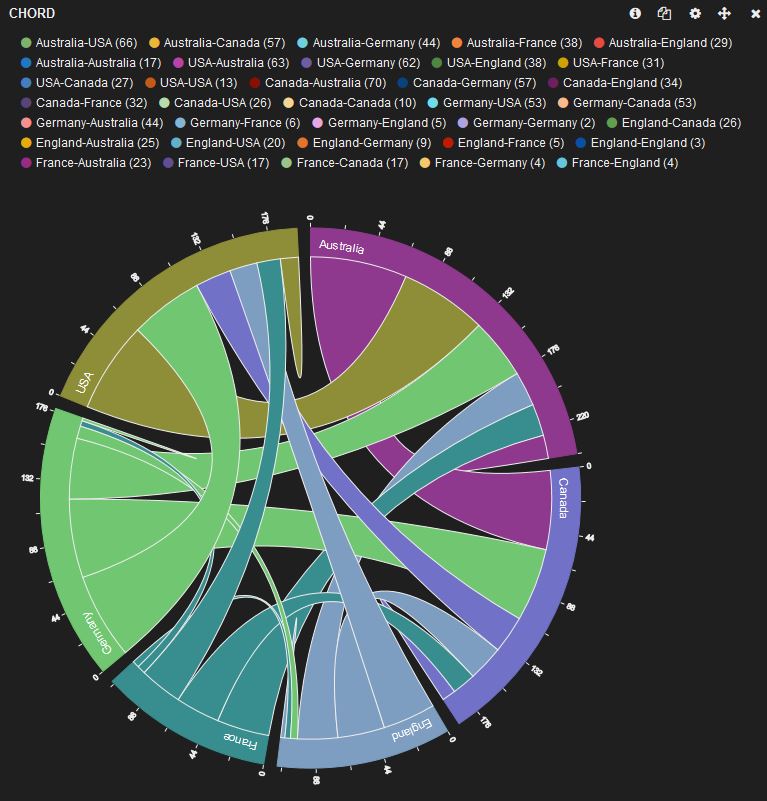 CHORD
Australia-USA (66) Australia-Canada (57) Australia-Germany (44) Australia-France (38) Australia-England (29)
Australia-Australia (17) USA-Australia (63) USA-Germany (62) USA-England (38) USA-France (31)
USA-Canada (27) USA-USA (13) Canada-Australia (70) Canada-Germany (57) Canada-England (34)
Canada-France (32) Canada-USA (26) Canada-Canada (10) Germany-USA (53) Germany-Canada (53)
Germany-Australia (44) Germany-France (6) Germany-England (5) Germany-Germany (2) England-Canada (26)
England-Australia (25) England-USA (20) England-Germany (9) England-France (5) England-England (3)
France-Australia (23) France-USA (17) France-Canada (17) France-Germany (4) France-England (4)
Australia
0
44
88
132
176
220
Canada
0
44
88
132
176
England
0
44
88
France
0
44
88
Germany
0
44
88
132
176
USA
0
44
88
132
176